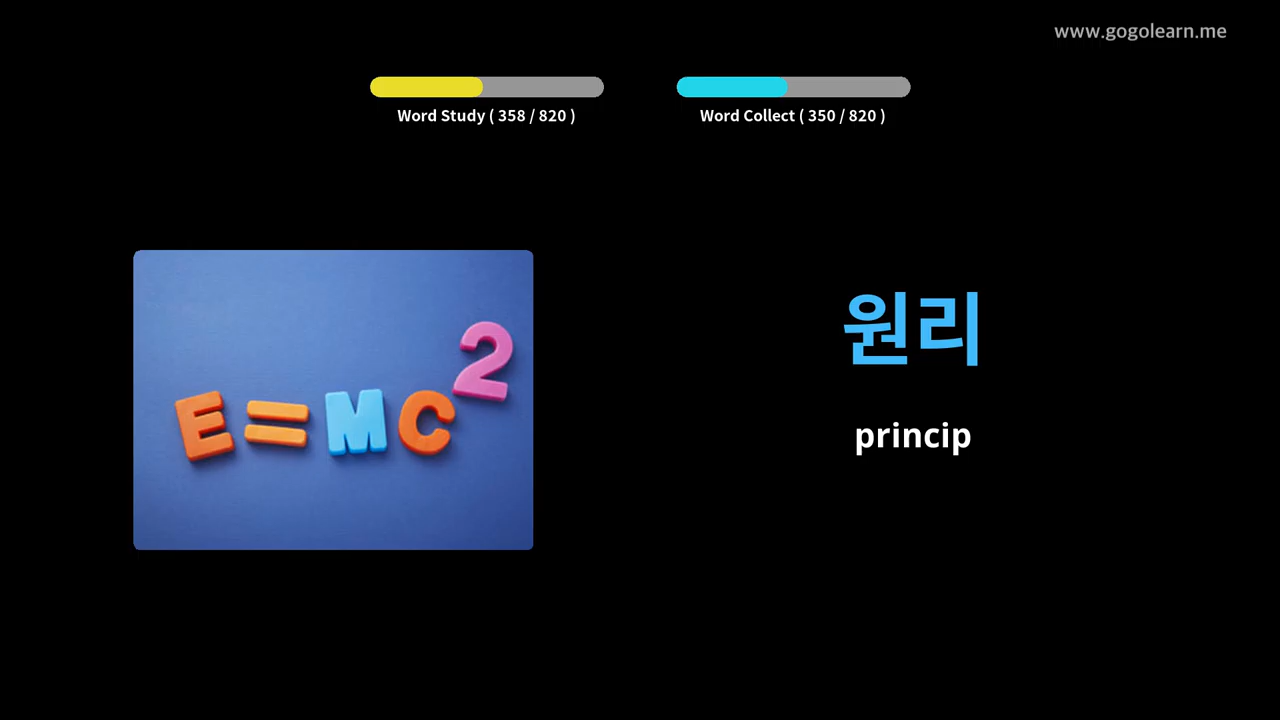 www.gogolearn.me
Word Study ( 358 / 820 )
Word Collect ( 350 / 820 )
E=MC²
원리
princip